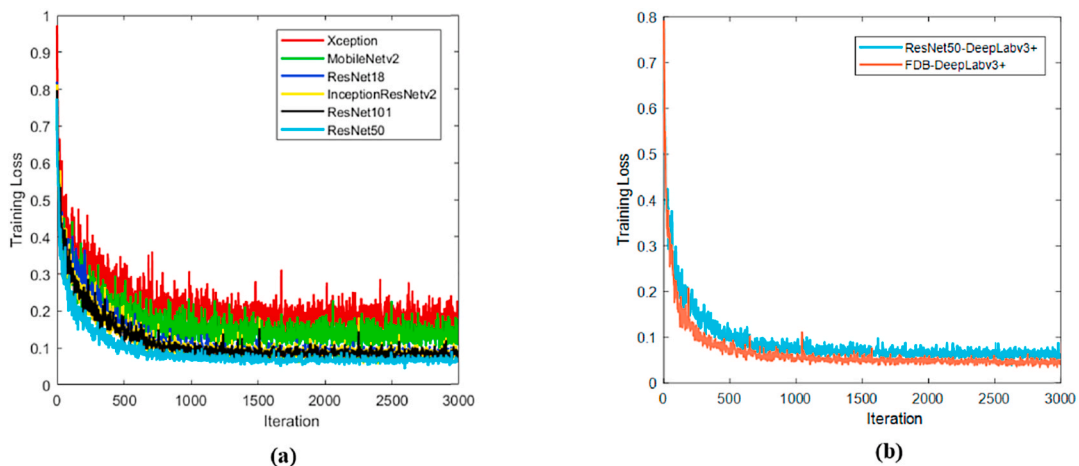 1
0.9
0.8
0.7
0.6
0.5
0.4
0.3
0.2
0.1
0
Training Loss
Xception
MobileNetv2
ResNet18
InceptionResNetv2
ResNet101
ResNet50
0 500 1000 1500 2000 2500 3000
Iteration
(a)
0.8
0.7
0.6
0.5
0.4
0.3
0.2
0.1
0
Training Loss
ResNet50-DeepLabv3+
FDB-DeepLabv3+
0 500 1000 1500 2000 2500 3000
Iteration
(b)